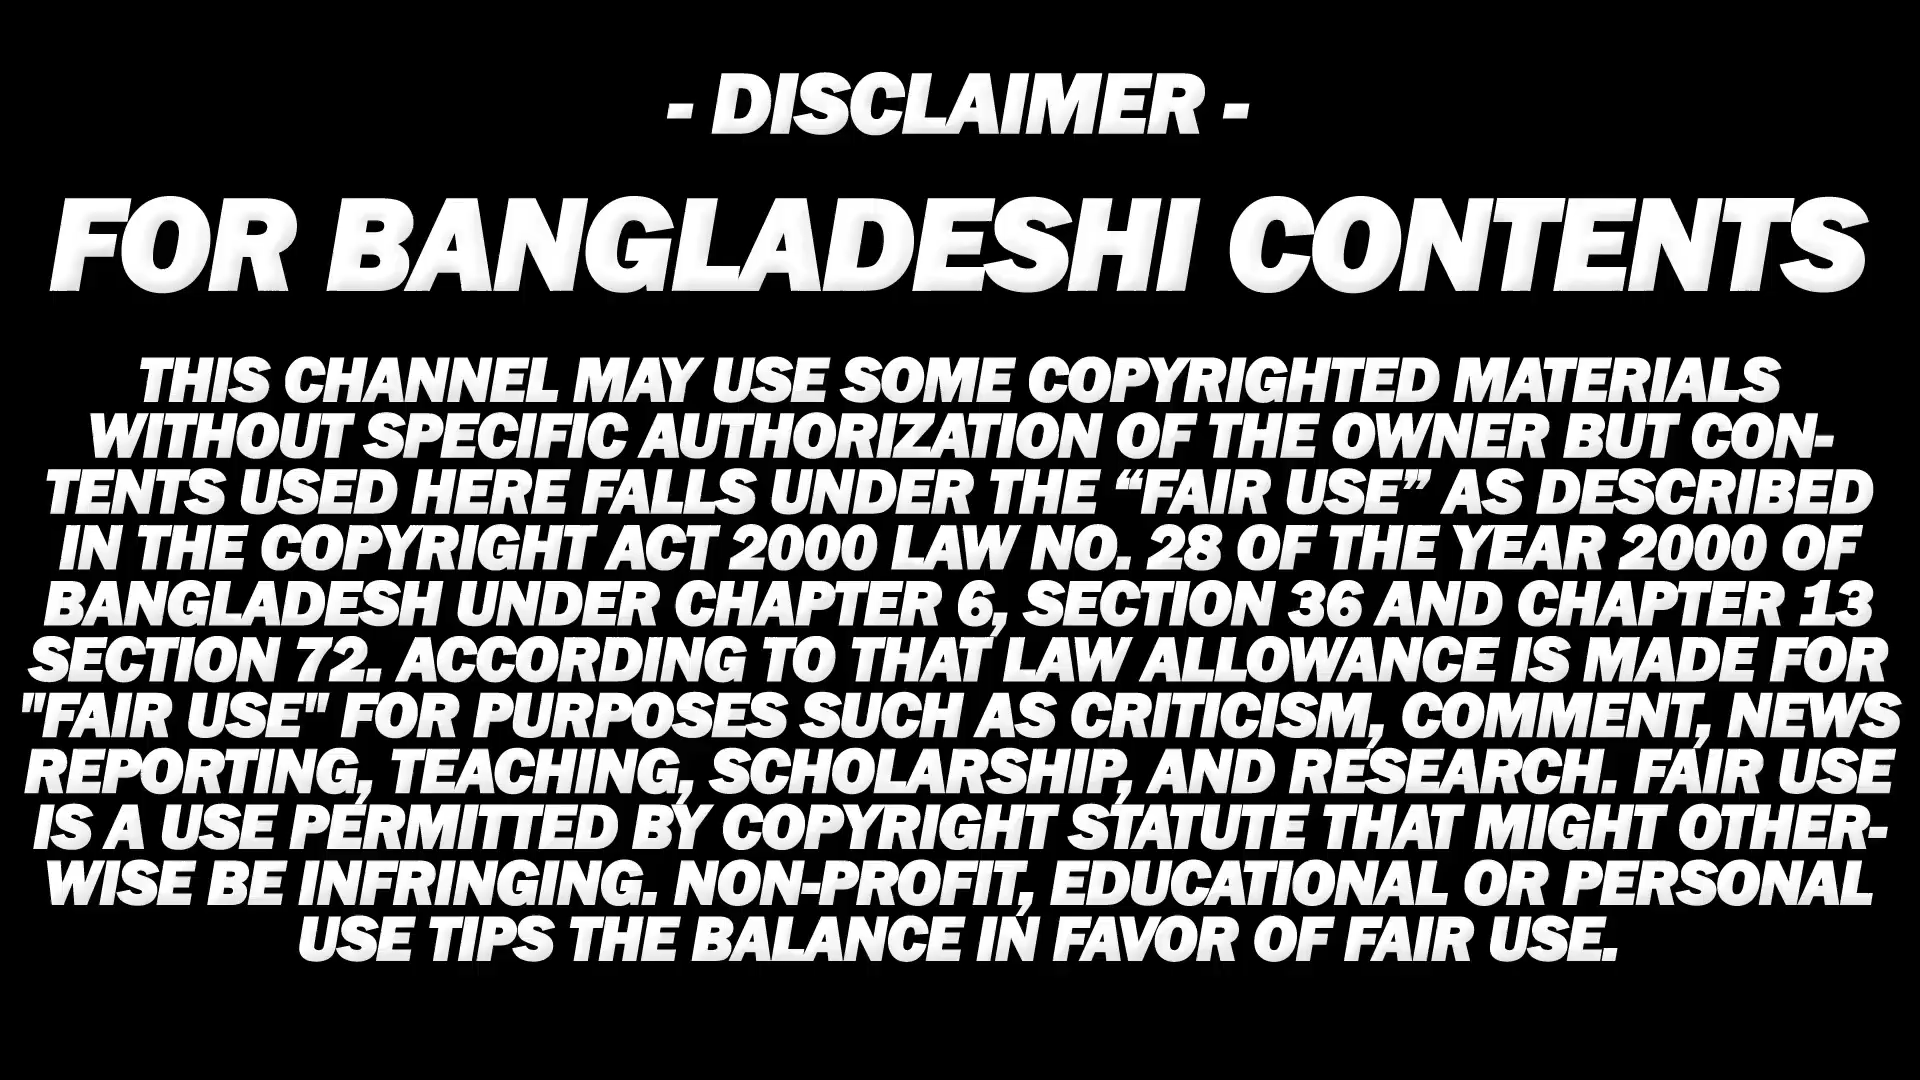 - DISCLAIMER -
FOR BANGLADESHI CONTENTS
THIS CHANNEL MAY USE SOME COPYRIGHTED MATERIALS
WITHOUT SPECIFIC AUTHORIZATION OF THE OWNER BUT CON-
TENTS USED HERE FALLS UNDER THE “FAIR USE” AS DESCRIBED
IN THE COPYRIGHT ACT 2000 LAW NO. 28 OF THE YEAR 2000 OF
BANGLADESH UNDER CHAPTER 6, SECTION 36 AND CHAPTER 13
SECTION 72. ACCORDING TO THAT LAW ALLOWANCE IS MADE FOR
"FAIR USE" FOR PURPOSES SUCH AS CRITICISM, COMMENT, NEWS
REPORTING, TEACHING, SCHOLARSHIP, AND RESEARCH. FAIR USE
IS A USE PERMITTED BY COPYRIGHT STATUTE THAT MIGHT OTHER-
WISE BE INFRINGING. NON-PROFIT, EDUCATIONAL OR PERSONAL
USE TIPS THE BALANCE IN FAVOR OF FAIR USE.